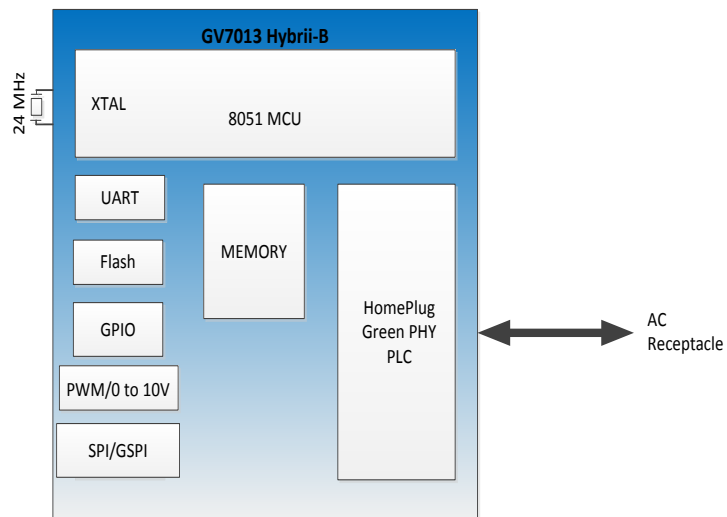 GV7013 Hybrii-B
24 MHz
XTAL
8051 MCU
UART
Flash
GPIO
PWM/0 to 10V
SPI/GSPI
MEMORY
HomePlug
Green PHY
PLC
AC
Receptacle